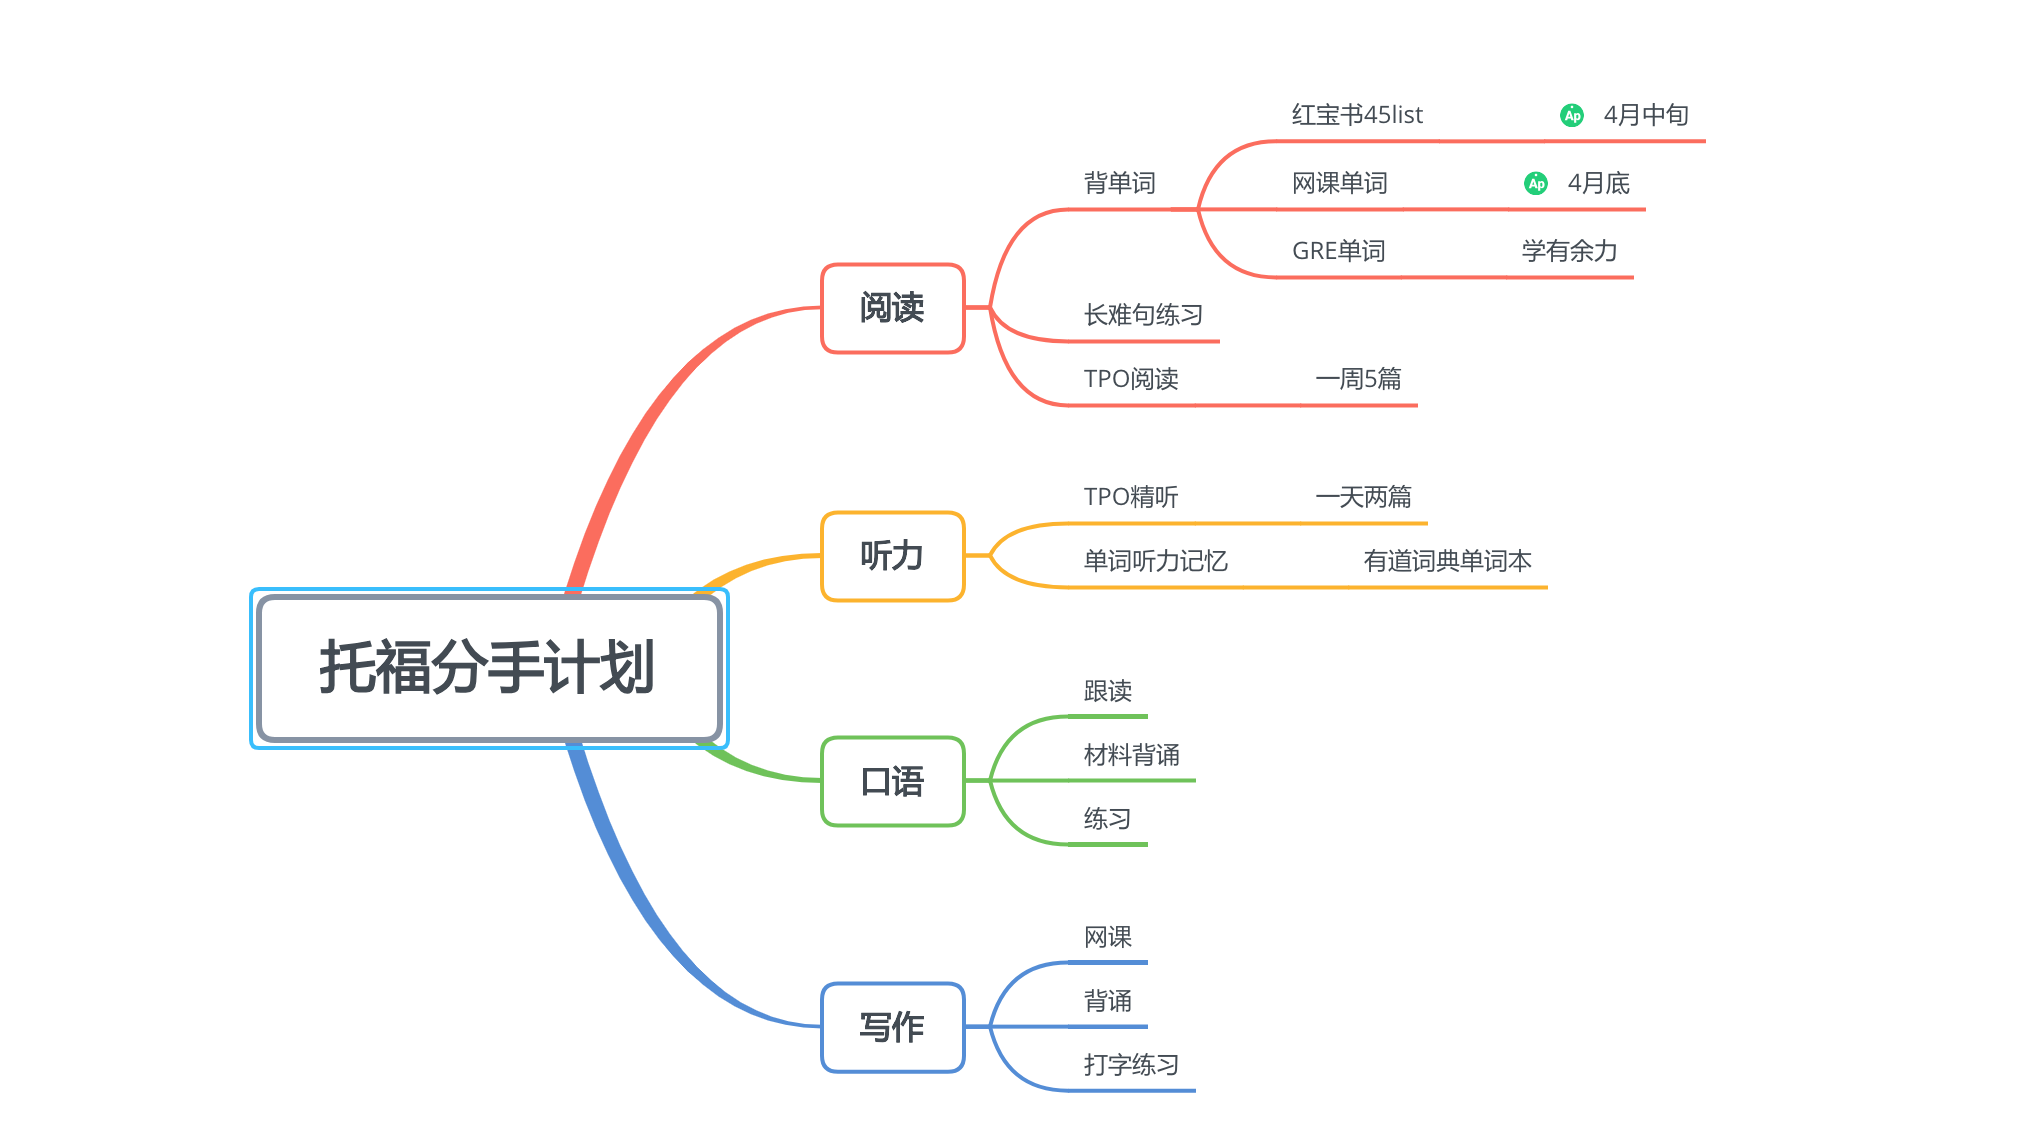 托福分手计划
阅读
背单词
红宝书45list
Ap 4月中旬
网课单词
Ap 4月底
GRE单词
学有余力
长难句练习
TPO阅读
一周5篇
听力
TPO精听
一天两篇
单词听力记忆
有道词典单词本
口语
跟读
材料背诵
练习
写作
网课
背诵
打字练习